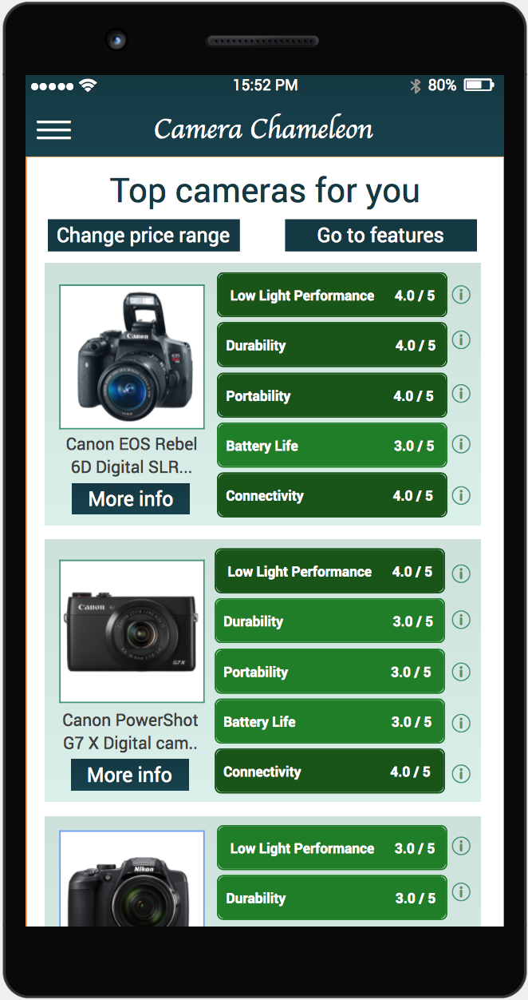 15:52 PM
80%
Camera Chameleon
Top cameras for you
Change price range
Go to features
Canon
Low Light Performance 4.0 / 5
Durability 4.0 / 5
Portability 4.0 / 5
Battery Life 3.0 / 5
Connectivity 4.0 / 5
Canon EOS Rebel
6D Digital SLR...
More info
Canon
G7 X
Low Light Performance 4.0 / 5
Durability 3.0 / 5
Portability 3.0 / 5
Battery Life 3.0 / 5
Connectivity 4.0 / 5
Canon PowerShot
G7 X Digital cam..
More info
Nikon
Low Light Performance 3.0 / 5
Durability 3.0 / 5